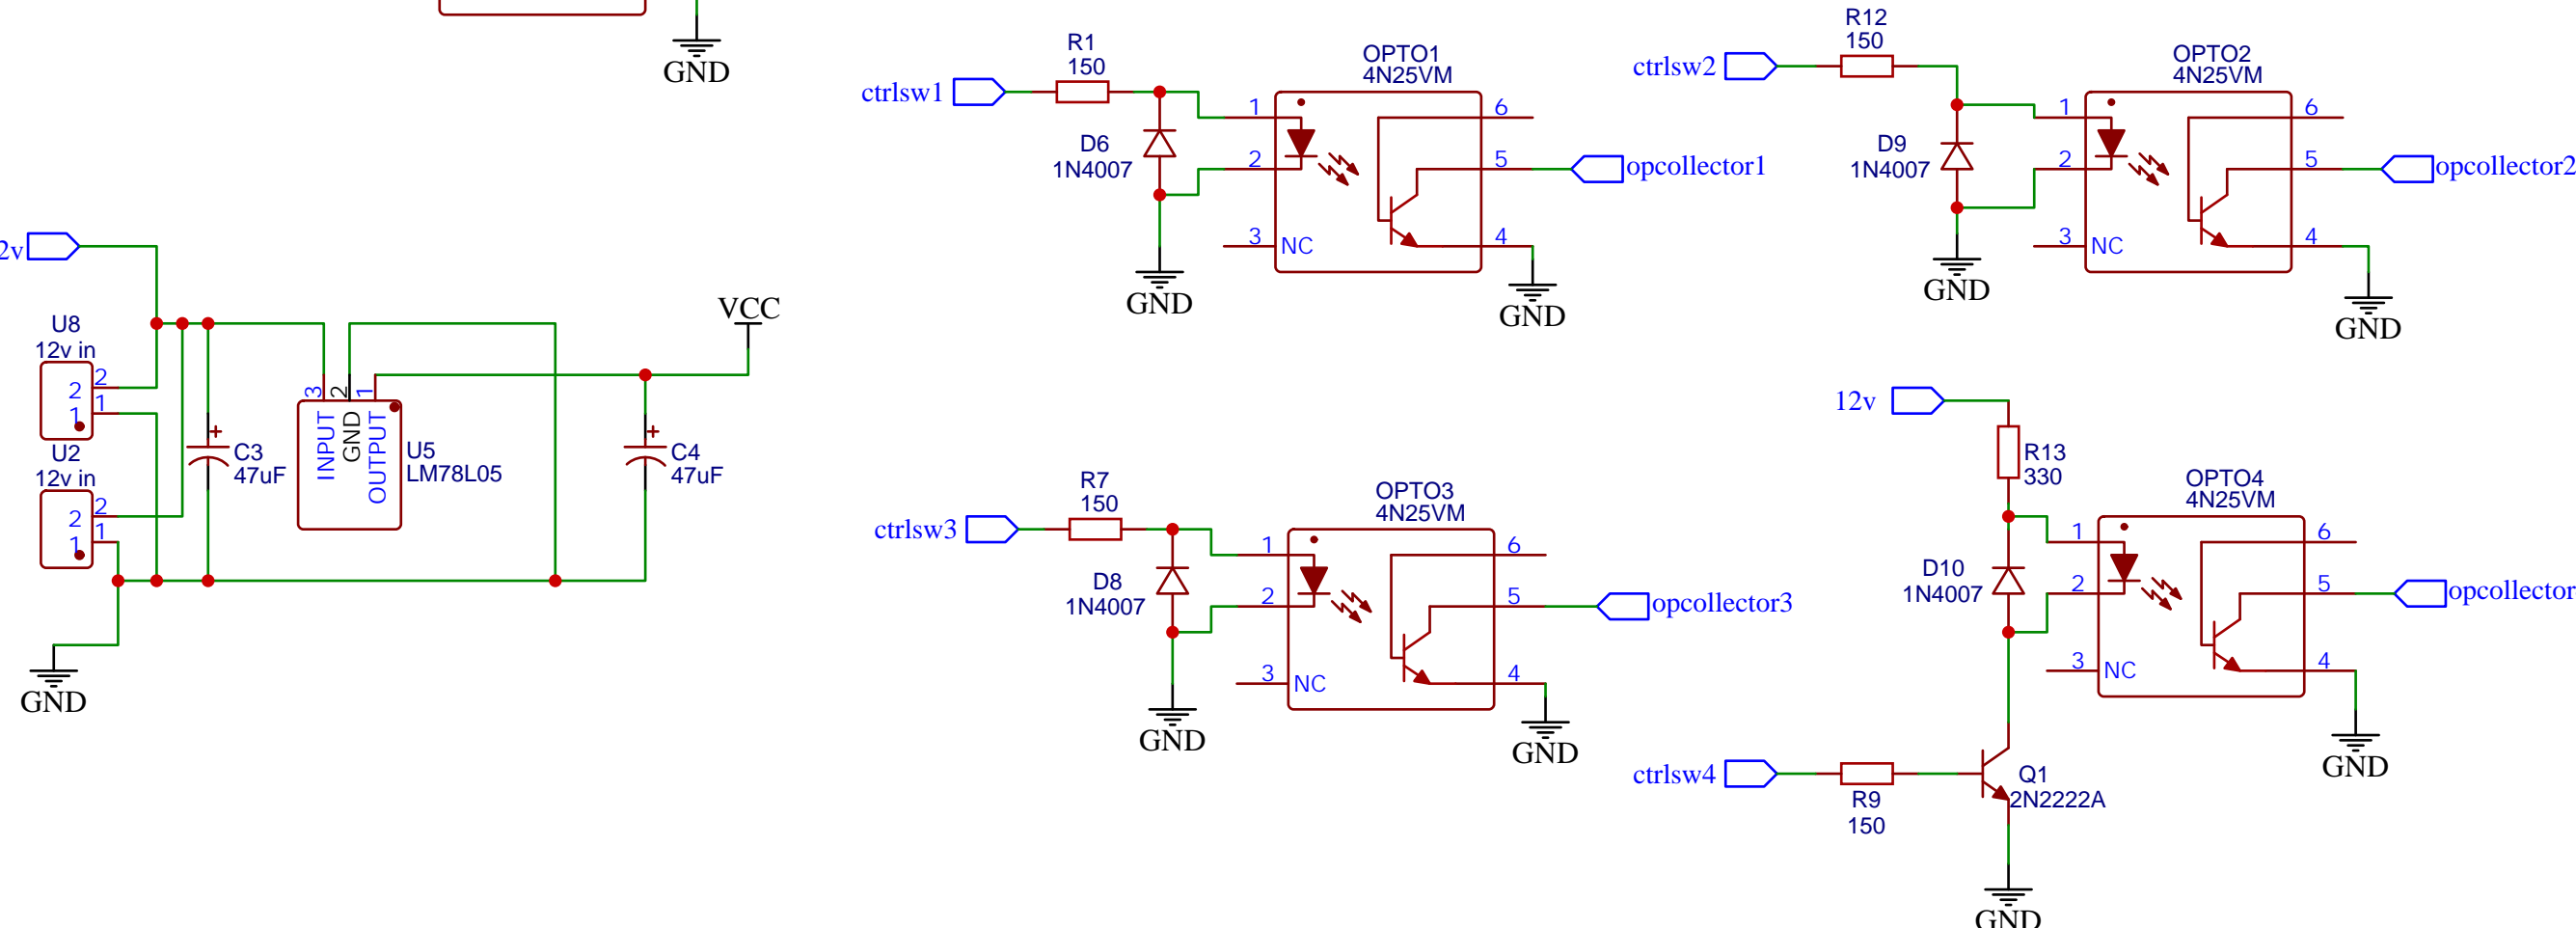 GND
R1
150
ctrlsw1
D6
1N4007
OPTO1
4N25VM
1
2
3
NC
6
5
4
opcollector1
GND
GND
R12
150
ctrlsw2
D9
1N4007
OPTO2
4N25VM
1
2
3
NC
6
5
4
opcollector2
GND
GND
2v
U8
12v in
2
1
2
1
U2
12v in
2
1
2
1
C3
47uF
3
2
1
INPUT
GND
OUTPUT
U5
LM78L05
VCC
C4
47uF
GND
R7
150
ctrlsw3
D8
1N4007
OPTO3
4N25VM
1
2
3
NC
6
5
4
opcollector3
GND
GND
12v
R13
330
D10
1N4007
OPTO4
4N25VM
1
2
3
NC
6
5
4
opcollector
GND
ctrlsw4
R9
150
Q1
2N2222A
GND